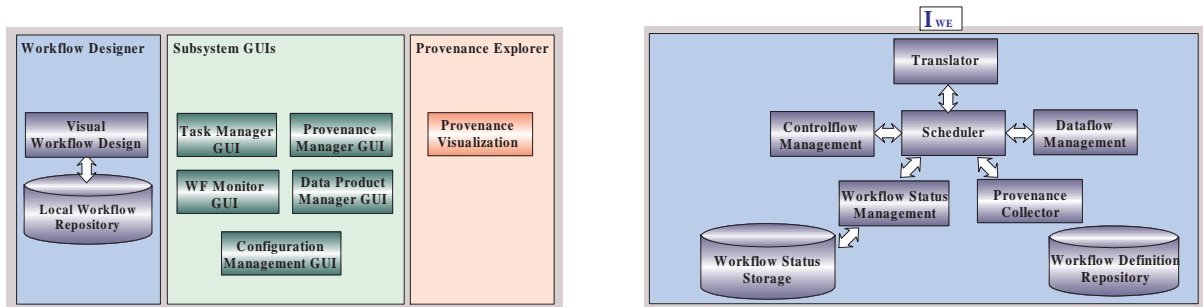 Workflow Designer
Subsystem GUIs
Provenance Explorer
Visual
Workflow Design
Local Workflow
Repository
Task Manager
GUI
Provenance
Manager GUI
WF Monitor
GUI
Data Product
Manager GUI
Configuration
Management GUI
Provenance
Visualization
I WE
Translator
Controlflow
Management
Scheduler
Dataflow
Management
Workflow Status
Management
Provenance
Collector
Workflow Status
Storage
Workflow Definition
Repository